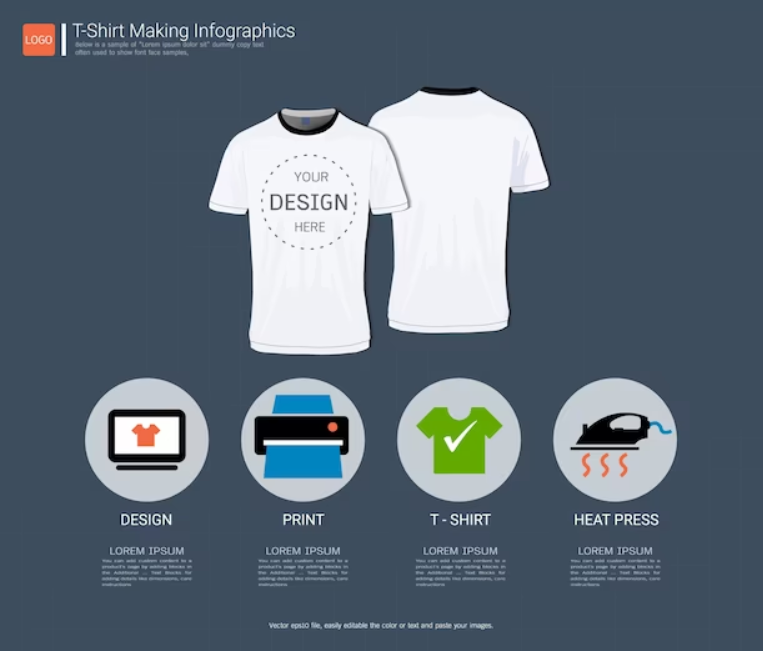 LOGO
T-Shirt Making Infographics
Below is a sample of "Lorem ipsum dolor sit" dummy copy text
often used to show font face samples,
YOUR
DESIGN
HERE
DESIGN
PRINT
T - SHIRT
HEAT PRESS
LOREM IPSUM
You can add custom content to a
product's page by adding blocks in
the Additional ... Text Blocks for
adding details like dimensions, care
instructions
LOREM IPSUM
You can add custom content to a
product's page by adding blocks in
the Additional ... Text Blocks for
adding details like dimensions, care
instructions
LOREM IPSUM
You can add custom content to a
product's page by adding blocks in
the Additional ... Text Blocks for
adding details like dimensions, care
instructions
LOREM IPSUM
You can add custom content to a
product's page by adding blocks in
the Additional ... Text Blocks for
adding details like dimensions, care
instructions
Vector eps10 file, easily editable the color or text and paste your images.